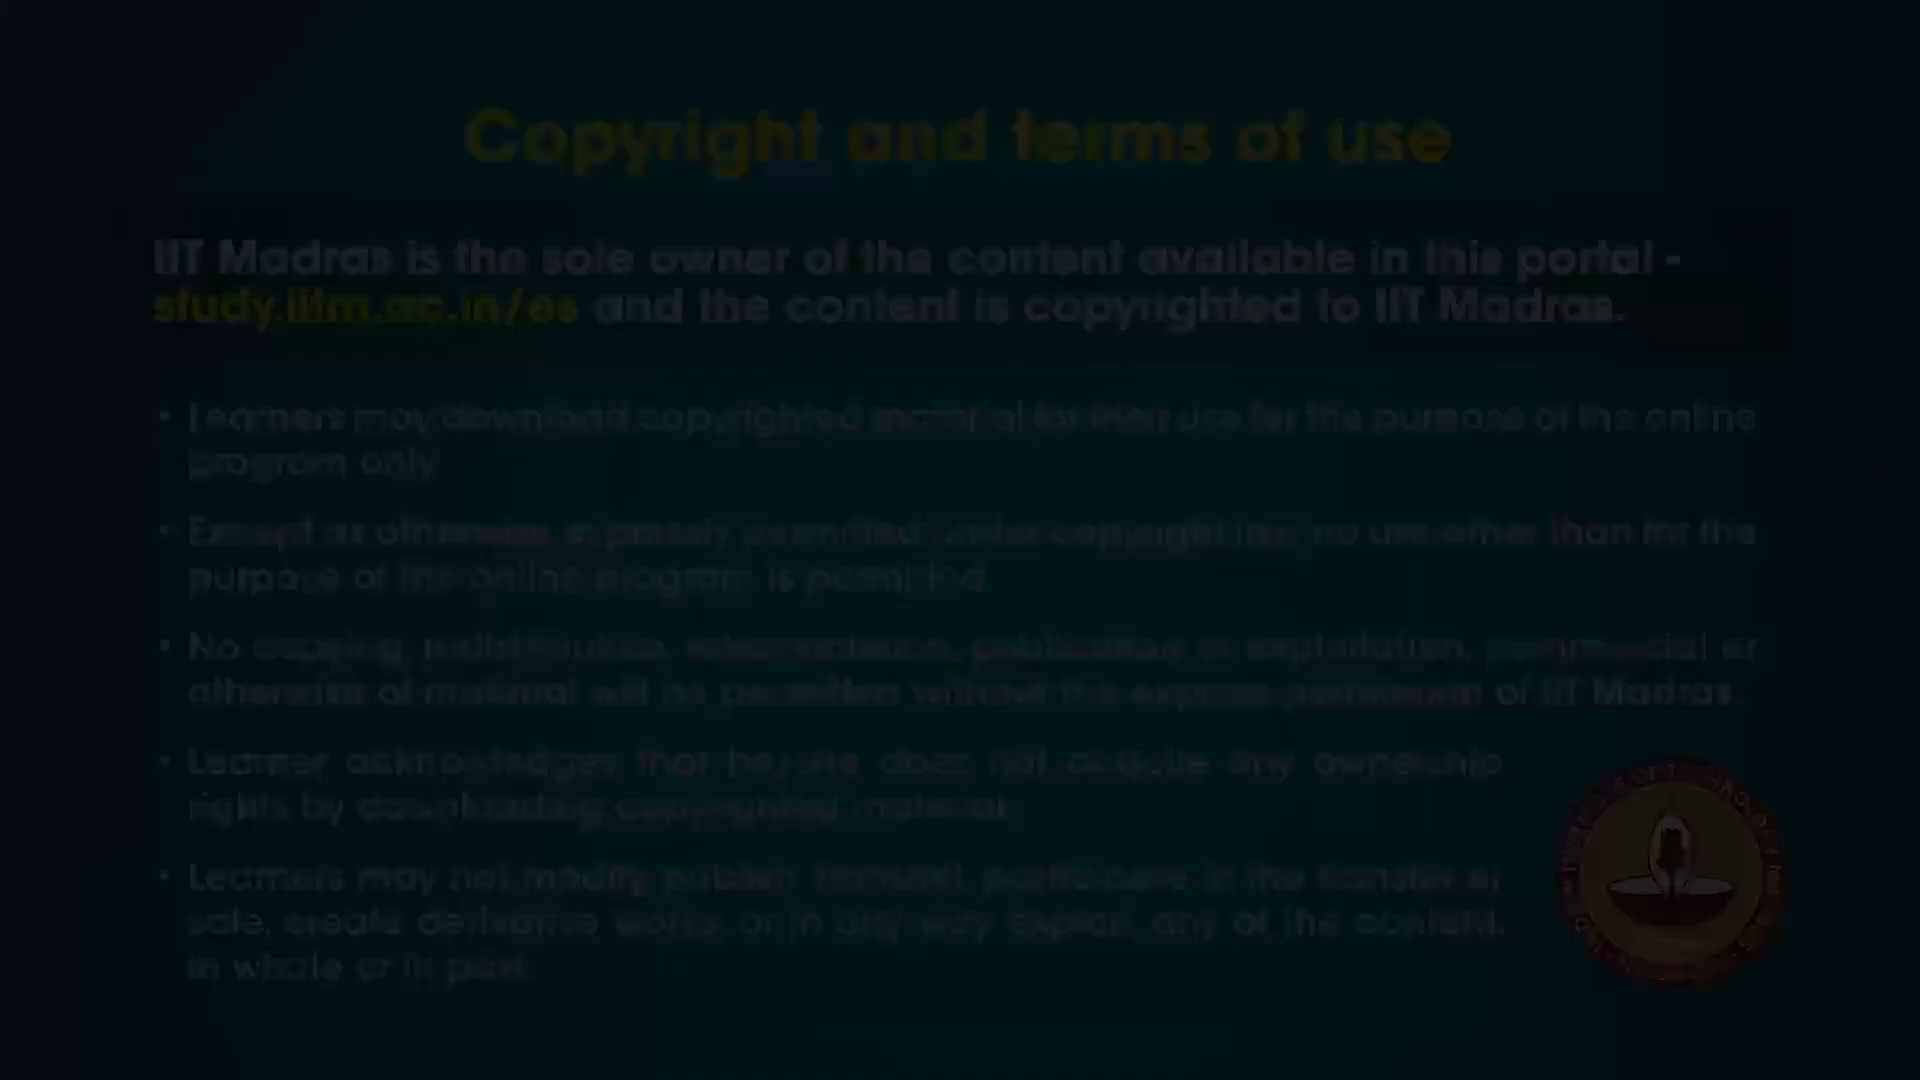 Copyright and terms of use
IIT Madras is the sole owner of the content available in this portal -
study.iitm.ac.in/es and the content is copyrighted to IIT Madras.
• Learners may download copyrighted material for their use for the purpose of the online
program only
• Except as otherwise expressly permitted under copyright law no use other than for the
purpose of the online program is permitted
• No copying, redistribution, retransmission, publication or exploitation, commercial or
otherwise of material will be permitted without the express permission of IIT Madras
• Learner acknowledges that he/she does not acquire any ownership
rights by downloading copyrighted material
• Learners may not modify publish, transmit, participate in the transfer or
sale, create derivative works, or in any way exploit, any of the content,
in whole or in part